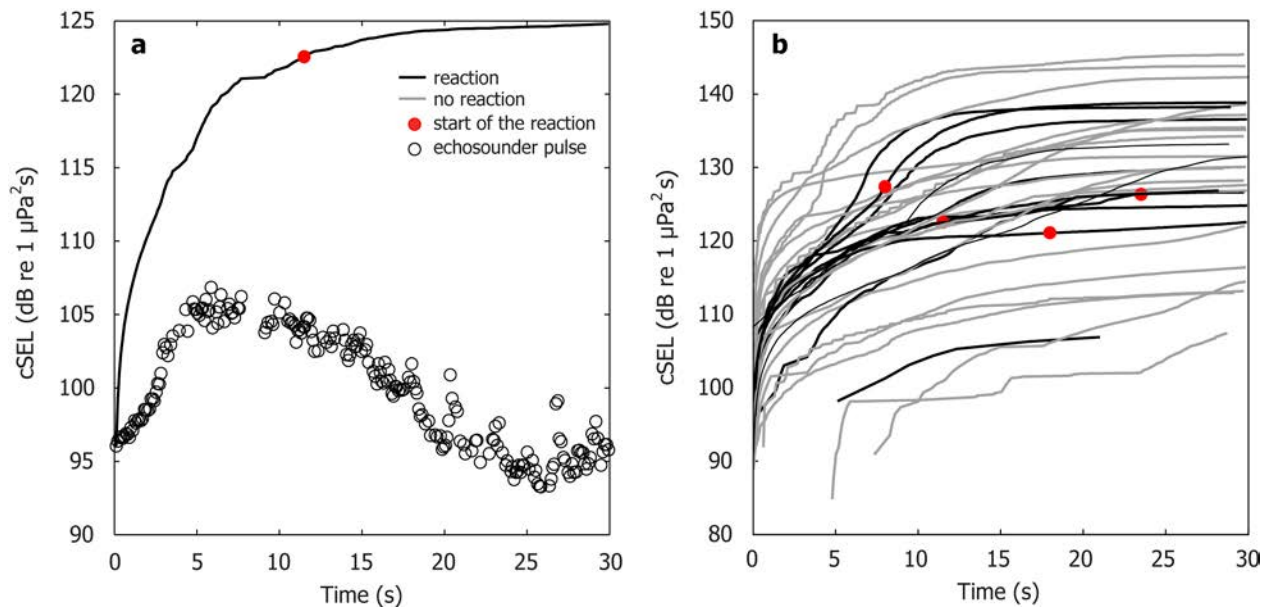 a
125
120
115
110
105
100
95
90
cSEL (dB re 1 µPa²s)
0 5 10 15 20 25 30
Time (s)
reaction
no reaction
start of the reaction
echosounder pulse
b
150
140
130
120
110
100
90
80
cSEL (dB re 1 µPa²s)
0 5 10 15 20 25 30
Time (s)